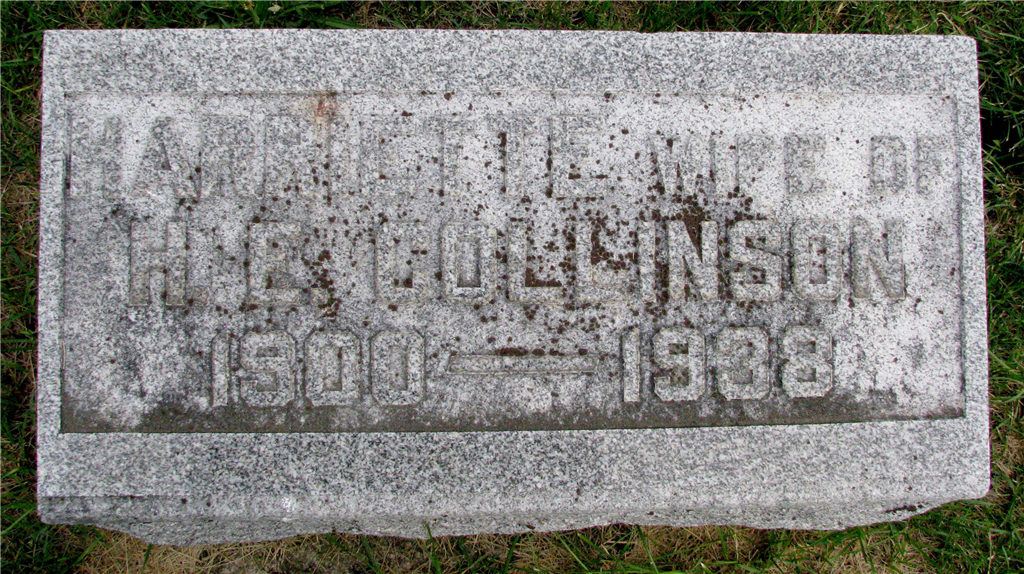 HARRIETTE WIFE OF
H. E. COLLINSON
1900 — 1938